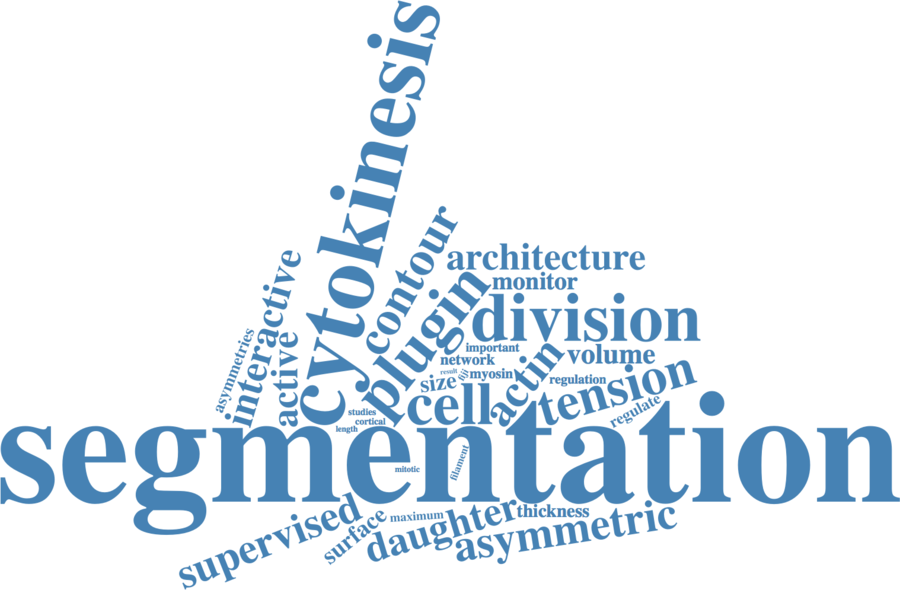 cytokinesis
contour
architecture
interactive
monitor
plugin
division
asymmetries
active
important
volume
network
actin
result
fiji
myosin
size
regulation
tension
cell
studies
regulate
cortical
length
segmentation
mitotic
filament
supervised
surface
maximum
daughter
thickness
asymmetric